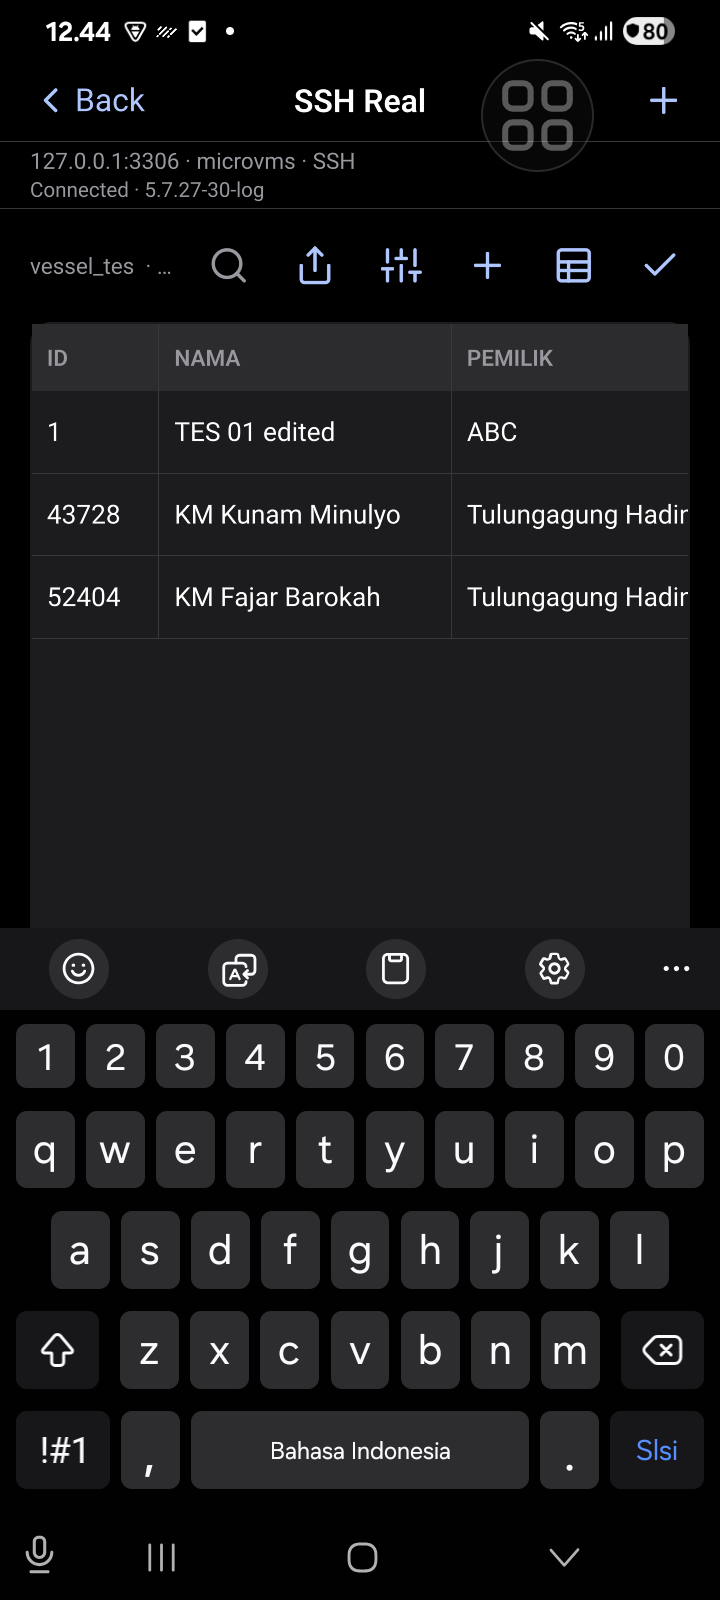 12.44 80
Back SSH Real
127.0.0.1:3306 · microvms · SSH
Connected · 5.7.27-30-log
vessel_tes · ...
ID NAMA PEMILIK
1 TES 01 edited ABC
43728 KM Kunam Minulyo Tulungagung Hadir
52404 KM Fajar Barokah Tulungagung Hadir
1 2 3 4 5 6 7 8 9 0
q w e r t y u i o p
a s d f g h j k l
z x c v b n m
!#1 , Bahasa Indonesia . Slsi